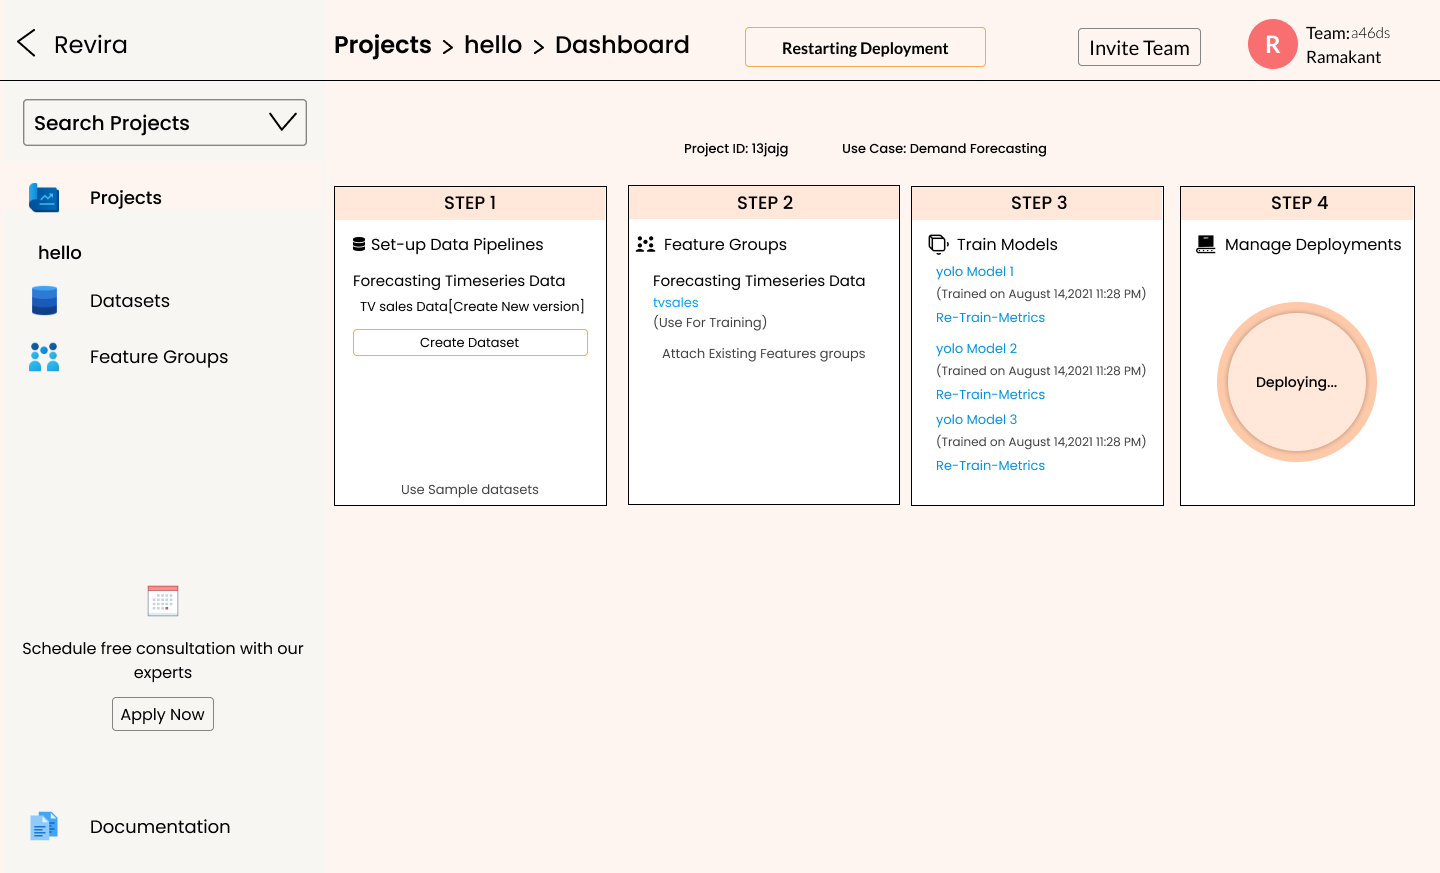 Revira
Projects > hello > Dashboard
Restarting Deployment
Invite Team
R
Team:a46ds
Ramakant
Search Projects
Projects
hello
Datasets
Feature Groups
Schedule free consultation with our
experts
Apply Now
Documentation
Project ID: 13jajg
Use Case: Demand Forecasting
STEP 1
Set-up Data Pipelines
Forecasting Timeseries Data
TV sales Data[Create New version]
Create Dataset
Use Sample datasets
STEP 2
Feature Groups
Forecasting Timeseries Data
tvsales
(Use For Training)
Attach Existing Features groups
STEP 3
Train Models
yolo Model 1
(Trained on August 14,2021 11:28 PM)
Re-Train-Metrics
yolo Model 2
(Trained on August 14,2021 11:28 PM)
Re-Train-Metrics
yolo Model 3
(Trained on August 14,2021 11:28 PM)
Re-Train-Metrics
STEP 4
Manage Deployments
Deploying...